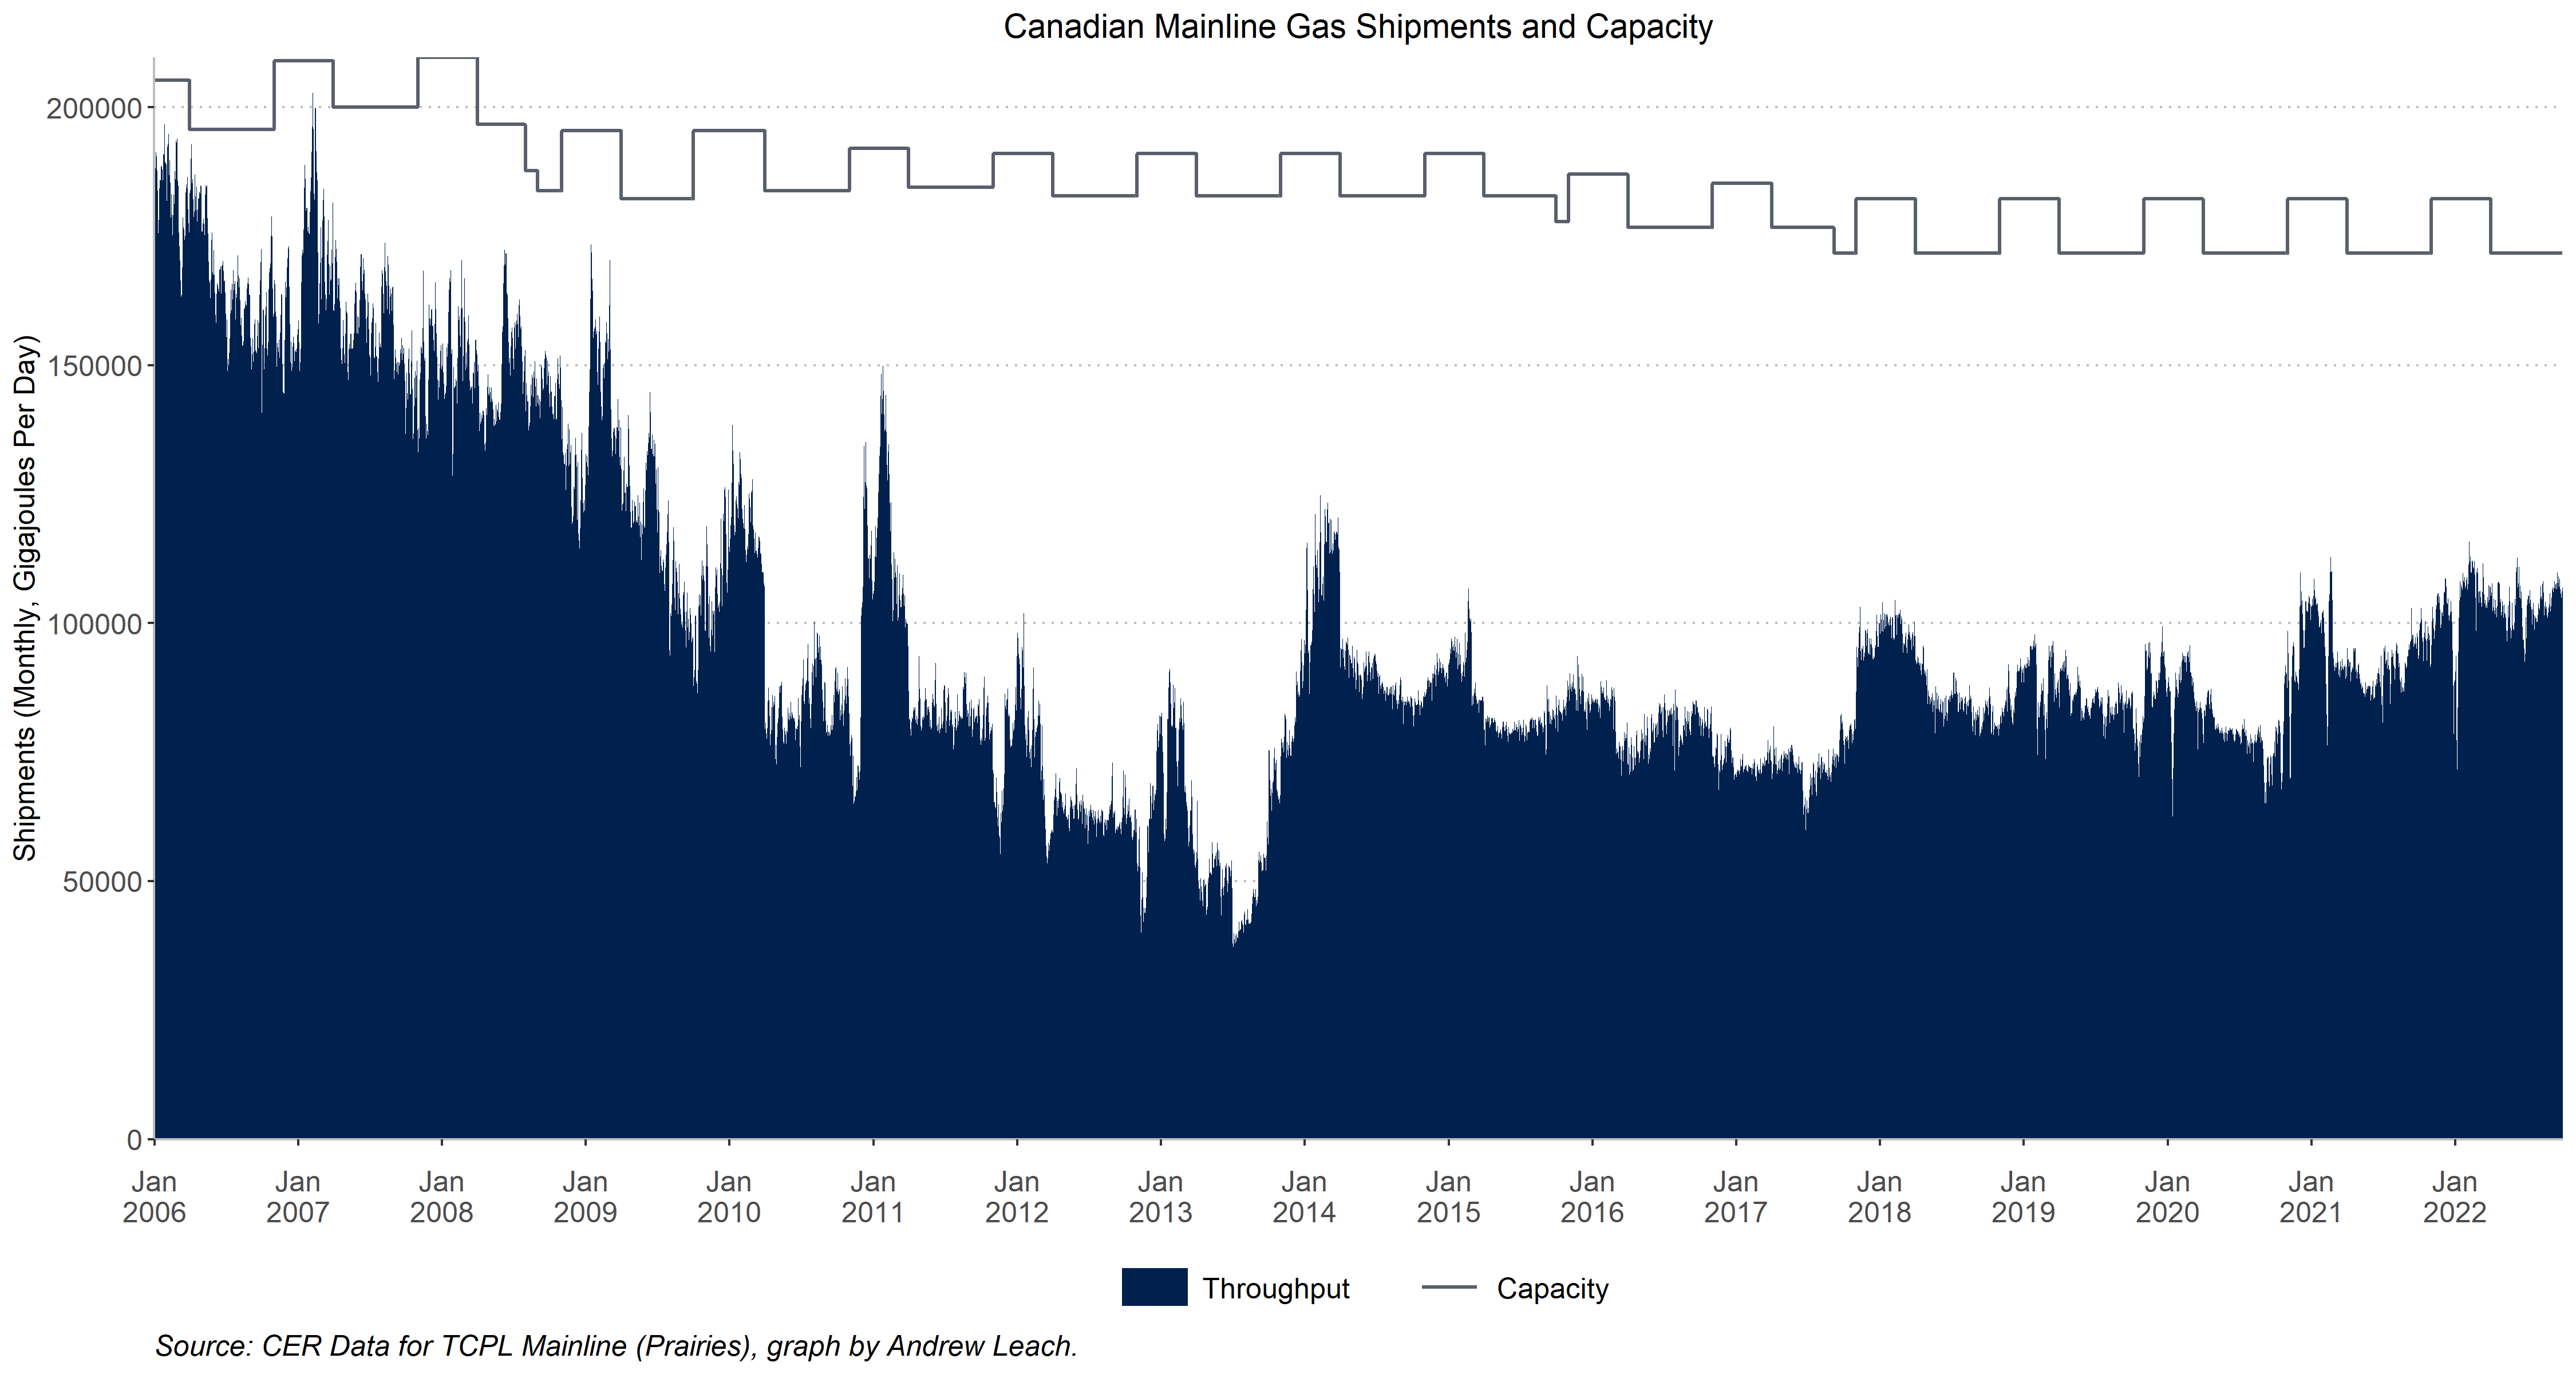 Canadian Mainline Gas Shipments and Capacity
Shipments (Monthly, Gigajoules Per Day)
200000
150000
100000
50000
0
Jan Jan Jan Jan Jan Jan Jan Jan Jan Jan Jan Jan Jan Jan Jan Jan Jan
2006 2007 2008 2009 2010 2011 2012 2013 2014 2015 2016 2017 2018 2019 2020 2021 2022
Throughput Capacity
Source: CER Data for TCPL Mainline (Prairies), graph by Andrew Leach.